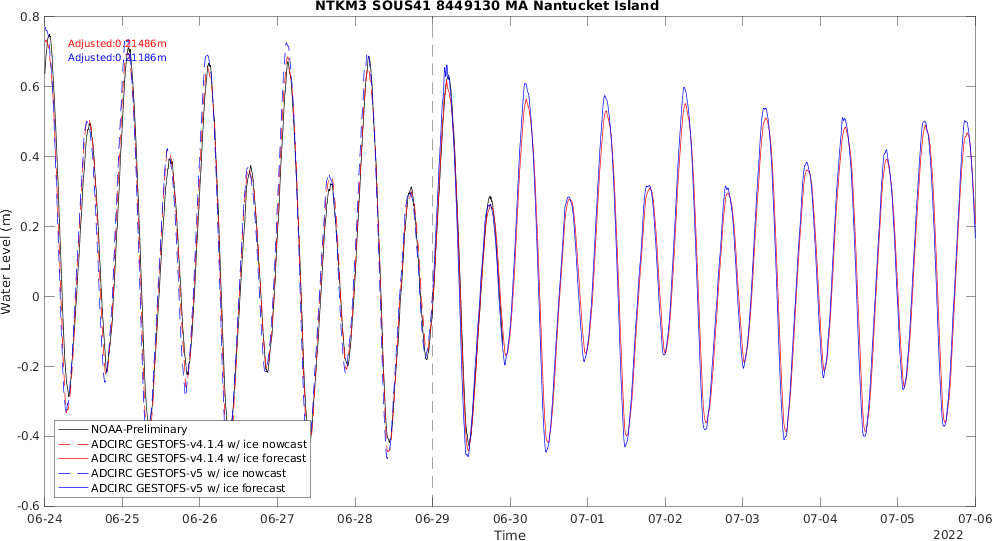 NTKM3 SOUS41 8449130 MA Nantucket Island
Adjusted:0.21486m
Adjusted:0.21186m
Water Level (m)
0.8
0.6
0.4
0.2
0
-0.2
-0.4
-0.6
NOAA-Preliminary
ADCIRC GESTOFS-v4.1.4 w/ ice nowcast
ADCIRC GESTOFS-v4.1.4 w/ ice forecast
ADCIRC GESTOFS-v5 w/ ice nowcast
ADCIRC GESTOFS-v5 w/ ice forecast
06-24 06-25 06-26 06-27 06-28 06-29 06-30 07-01 07-02 07-03 07-04 07-05 07-06
Time
2022